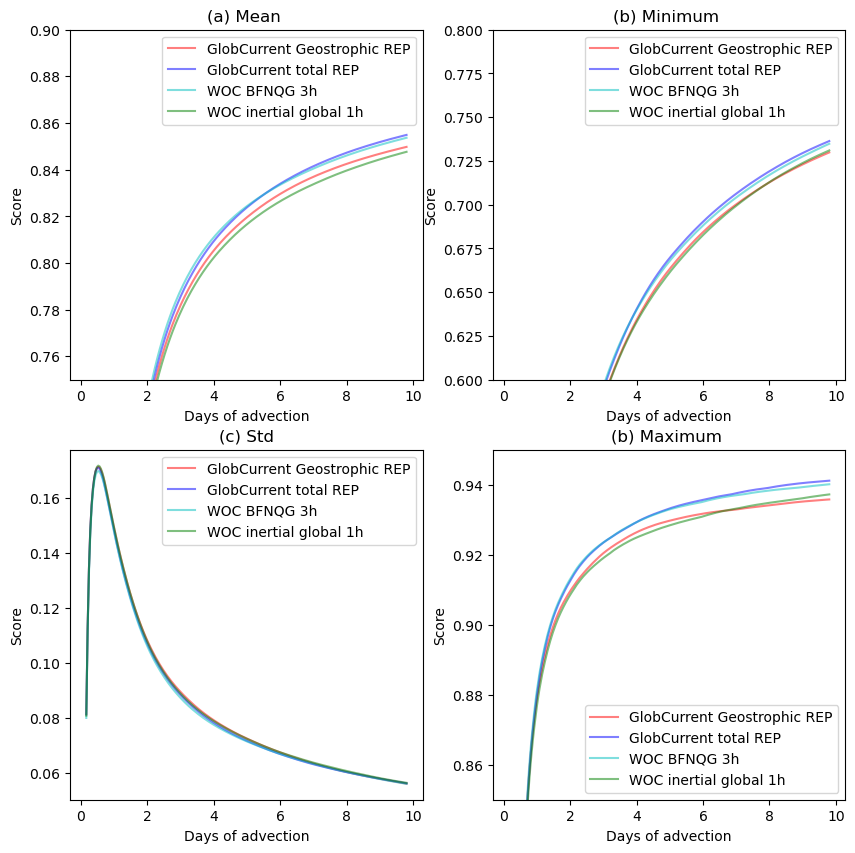 (a) Mean
0.90
0.88
0.86
0.84
0.82
0.80
0.78
0.76
Score
0 2 4 6 8 10
Days of advection
GlobCurrent Geostrophic REP
GlobCurrent total REP
WOC BFNQG 3h
WOC inertial global 1h
(b) Minimum
0.800
0.775
0.750
0.725
0.700
0.675
0.650
0.625
0.600
Score
0 2 4 6 8 10
Days of advection
GlobCurrent Geostrophic REP
GlobCurrent total REP
WOC BFNQG 3h
WOC inertial global 1h
(c) Std
0.16
0.14
0.12
0.10
0.08
0.06
Score
0 2 4 6 8 10
Days of advection
GlobCurrent Geostrophic REP
GlobCurrent total REP
WOC BFNQG 3h
WOC inertial global 1h
(b) Maximum
0.94
0.92
0.90
0.88
0.86
Score
0 2 4 6 8 10
Days of advection
GlobCurrent Geostrophic REP
GlobCurrent total REP
WOC BFNQG 3h
WOC inertial global 1h